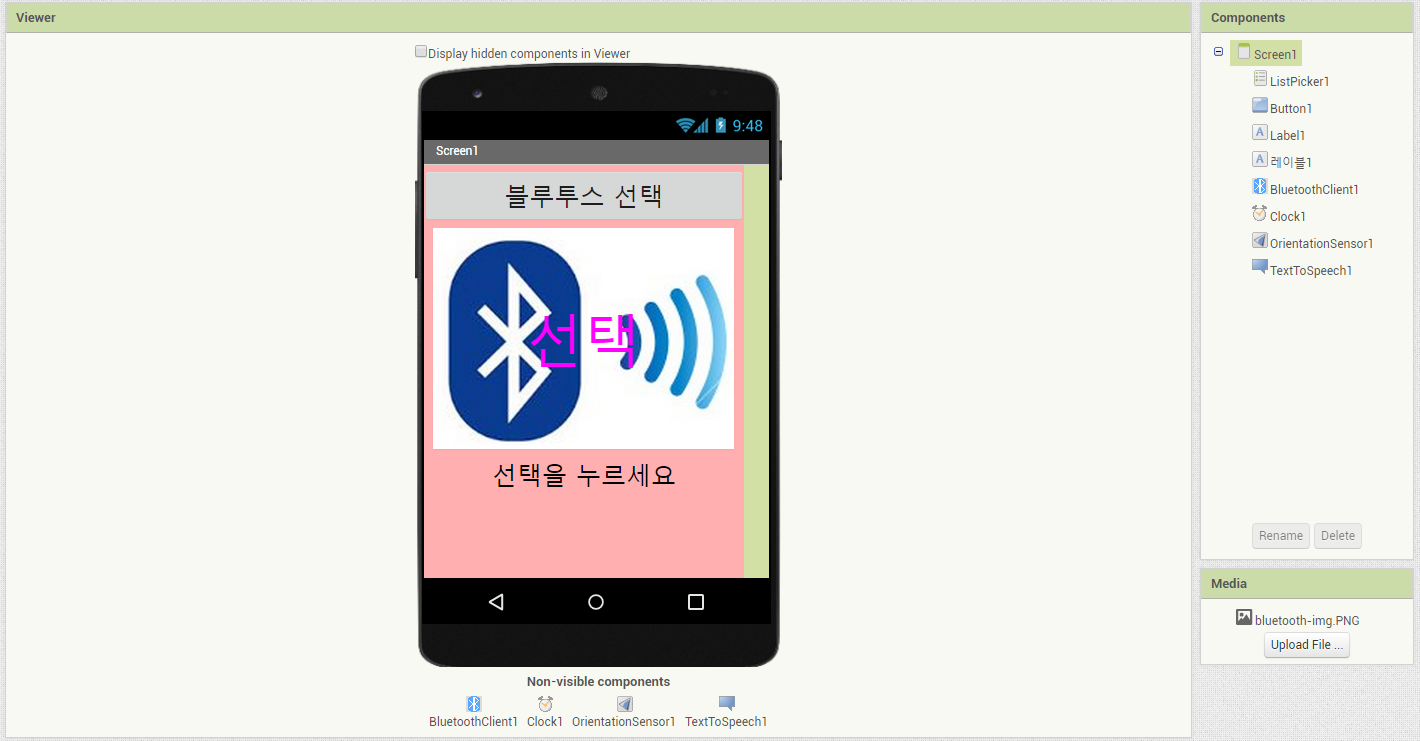 Viewer
Display hidden components in Viewer
9:48
Screen1
블루투스 선택
선택
선택을 누르세요
Non-visible components
BluetoothClient1 Clock1 OrientationSensor1 TextToSpeech1
Components
Screen1
ListPicker1
Button1
A Label1
A 레이블1
BluetoothClient1
Clock1
OrientationSensor1
TextToSpeech1
Rename Delete
Media
bluetooth-img.PNG
Upload File ...